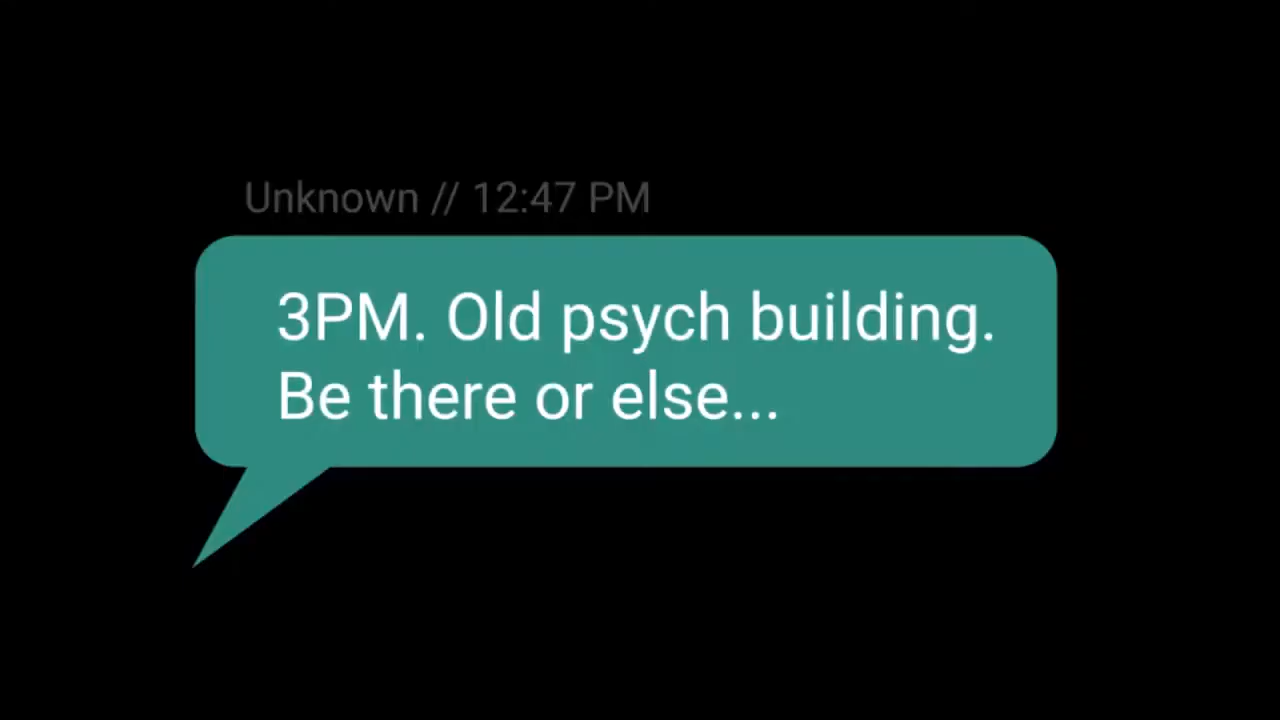 Unknown // 12:47 PM
3PM. Old psych building.
Be there or else...